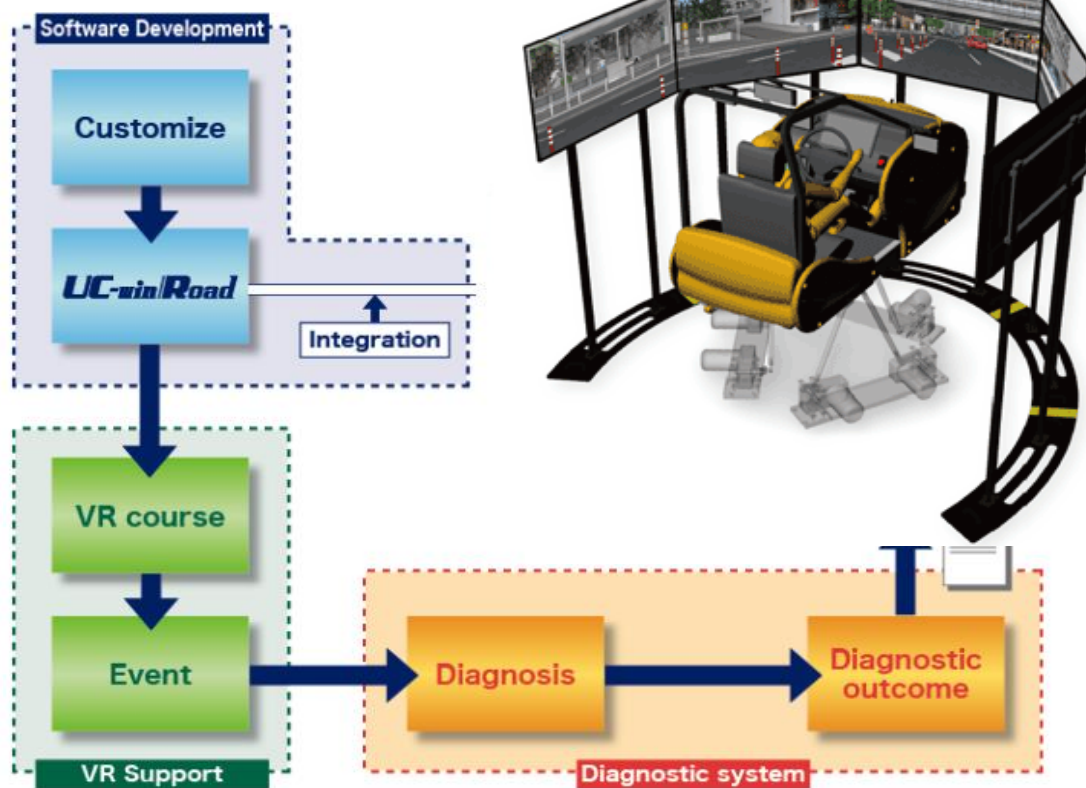 Software Development
Customize
UC-win/Road
Integration
VR course
Event
VR Support
Diagnosis
Diagnostic
outcome
Diagnostic system